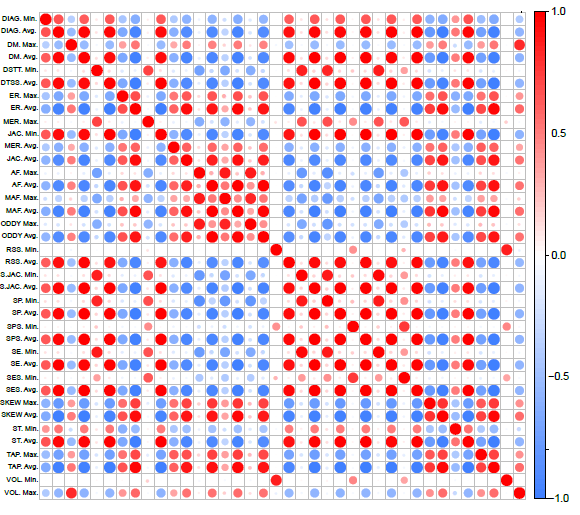 DIAG. Min.
DIAG. Avg.
DM. Max.
DM. Avg.
DSTT. Min.
DTSS. Avg.
ER. Max.
ER. Avg.
MER. Max.
JAC. Min.
MER. Avg.
JAC. Avg.
AF. Max.
AF. Avg.
MAF. Max.
MAF. Avg.
ODDY Max.
ODDY Avg.
RSS. Min.
RSS. Avg.
S.JAC. Min.
S.JAC. Avg.
SP. Min.
SP. Avg.
SPS. Min.
SPS. Avg.
SE. Min.
SE. Avg.
SES. Min.
SES. Avg.
SKEW Max.
SKEW Avg.
ST. Min.
ST. Avg.
TAP. Max.
TAP. Avg.
VOL. Min.
VOL. Max.
1.0
0.5
0.0
-0.5
-1.0